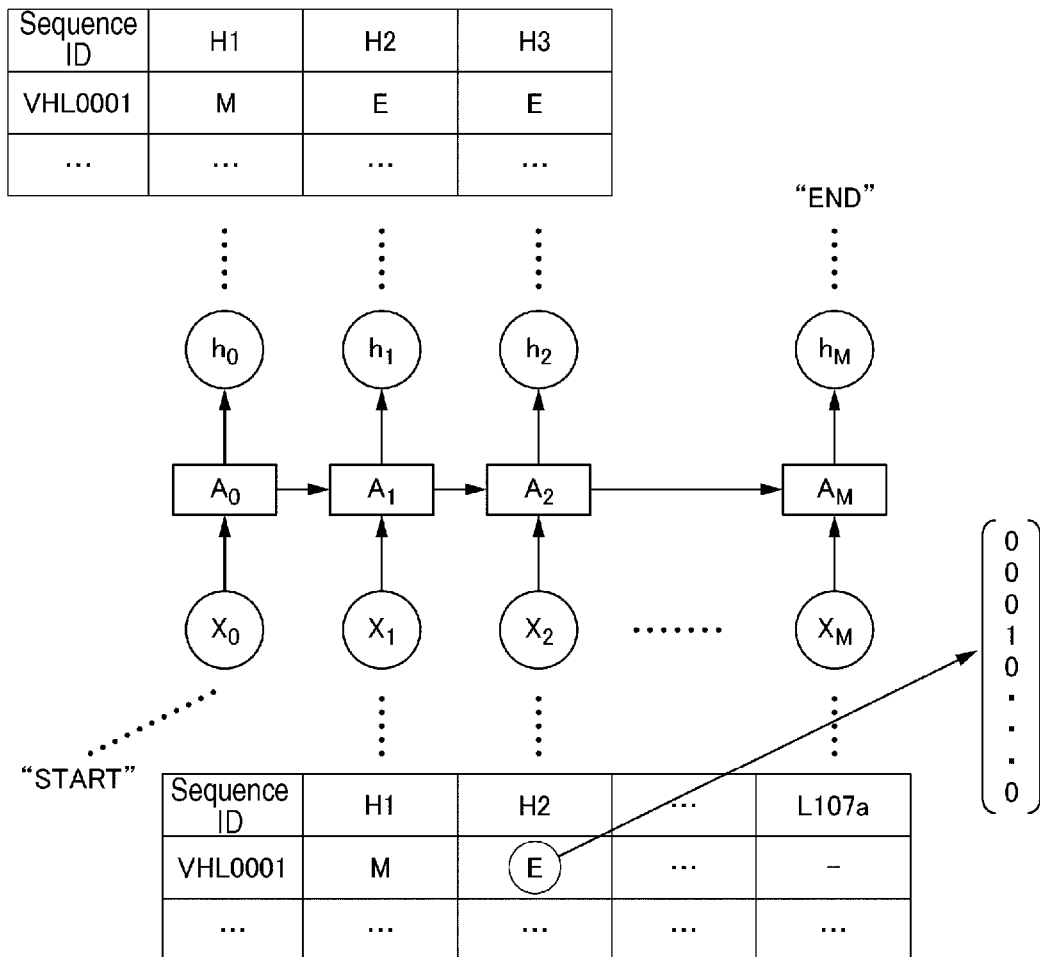 Sequence ID H1 H2 H3
VHL0001 M E E
... ... ... ...
"END"
h0 h1 h2 hM
A0 A1 A2 AM
X0 X1 X2 ....... XM
0
0
0
1
0
.
.
.
0
"START"
Sequence ID H1 H2 ... L107a
VHL0001 M E ... -
... ... ... ... ...